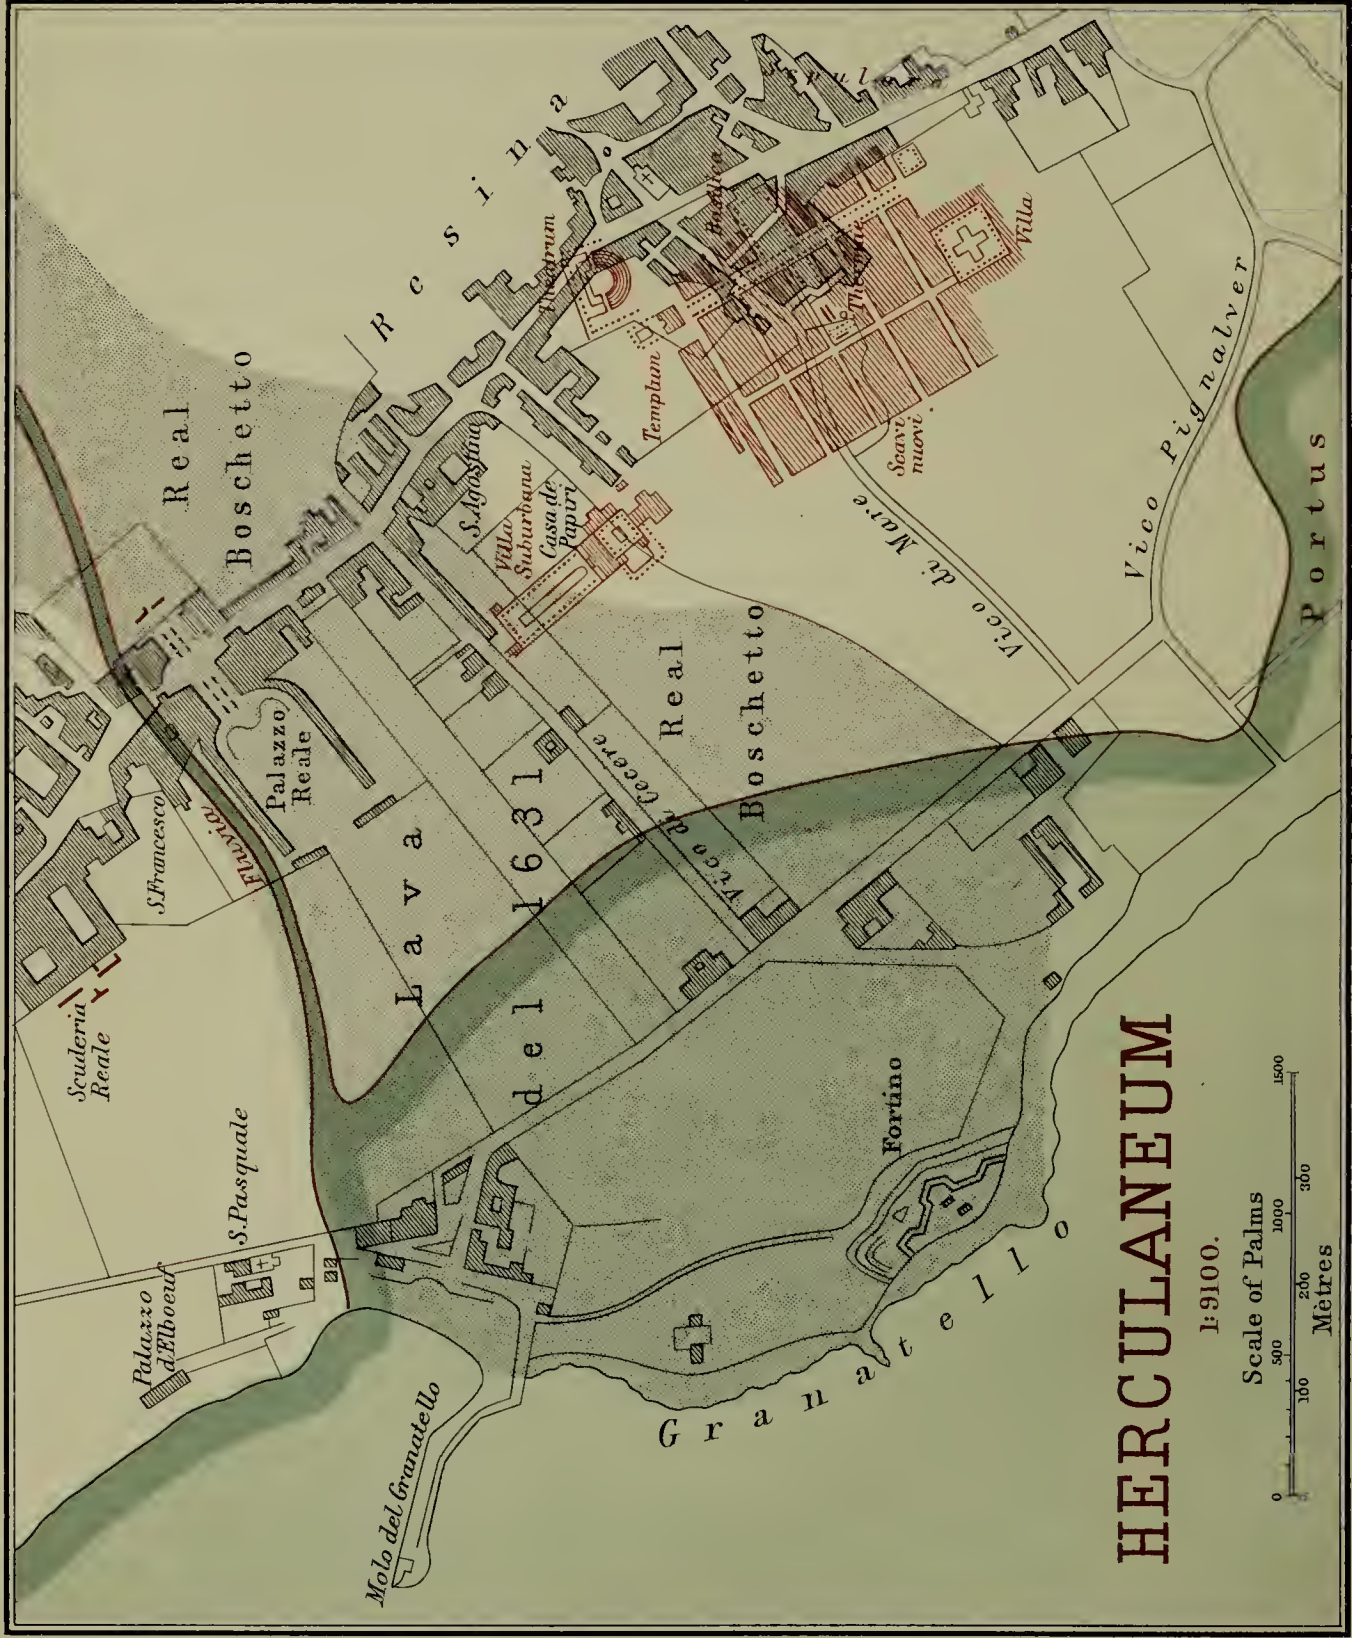 HERCULANEUM
1:9100.
Scale of Palms
0 500 1000 1500
100 200 300
Mètres
Resina
Real
Boschetto
Theatrum
Basilica
Villa
Templum
Scavi
nuovi
S. Agostino
Villa
Suburbana
Casa de
Papiri
Vico di Mare
Vico Pignalver
Portus
Real
Boschetto
Vico di Cecere
Palazzo
Reale
Lava
del 1631
S. Francesco
Fluvius
Scuderia
Reale
S. Pasquale
Palazzo
d'Elboeuf
Molo del Granatello
Granatello
Fortino